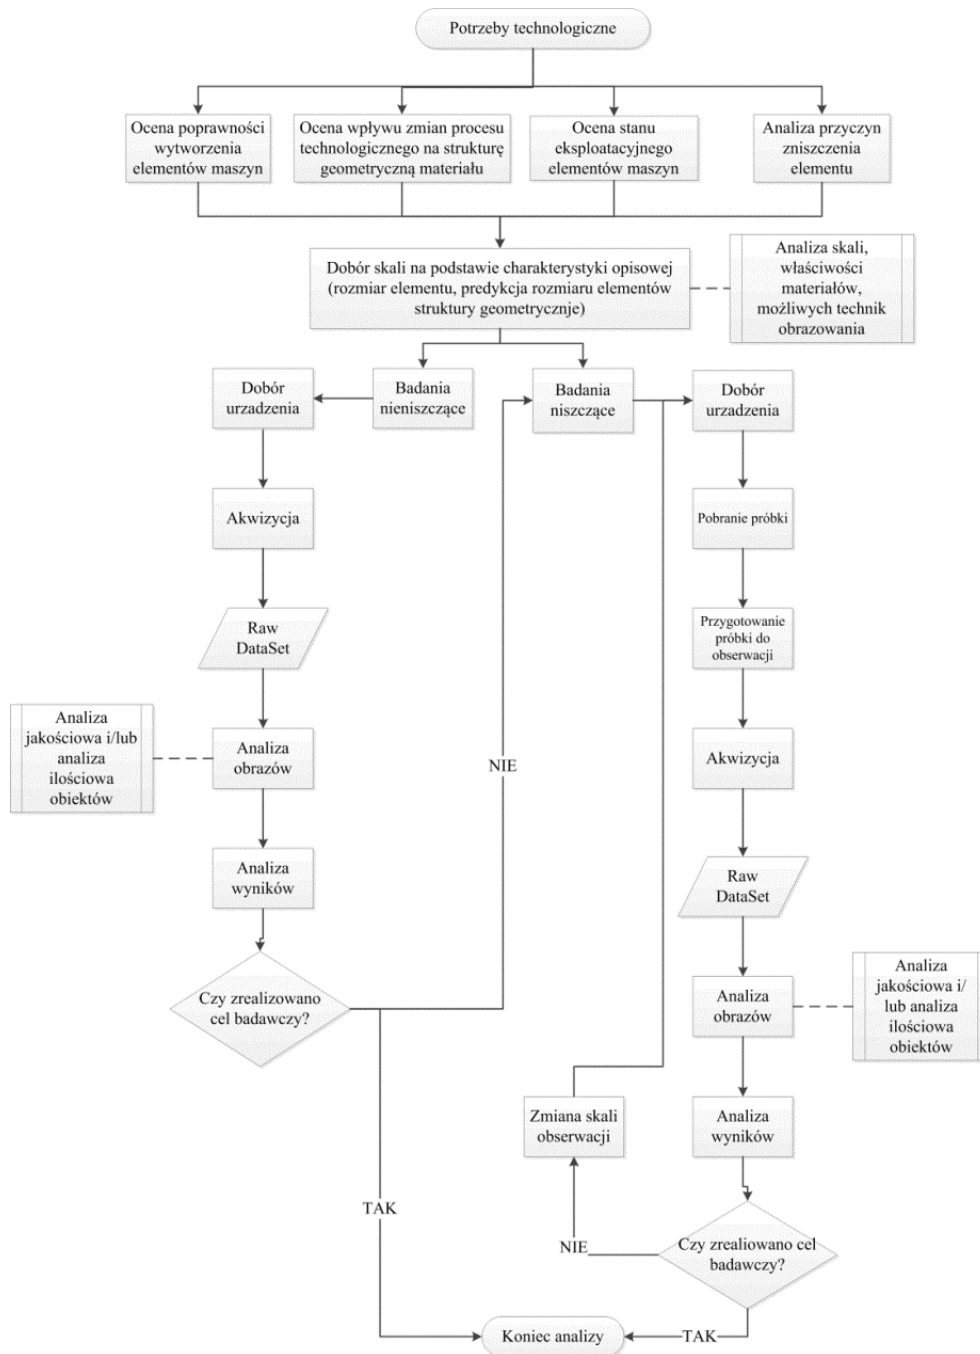 Potrzeby technologiczne
Ocena poprawności
wytworzenia
elementów maszyn
Ocena wpływu zmian procesu
technologicznego na strukturę
geometryczną materiału
Ocena stanu
eksploatacyjnego
elementów maszyn
Analiza przyczyn
zniszczenia
elementu
Dobór skali na podstawie charakterystyki opisowej
(rozmiar elementu, predykcja rozmiaru elementów
struktury geometrycznje)
Analiza skali,
właściwości
materiałów,
możliwych technik
obrazowania
Dobór
urzadzenia
Badania
nieniszczące
Badania
niszczące
Dobór
urzadzenia
Akwizycja
Pobranie próbki
Raw
DataSet
Przygotowanie
próbki do
obserwacji
Analiza
jakościowa i/lub
analiza
ilościowa
obiektów
Analiza
obrazów
NIE
Akwizycja
Analiza
wyników
Raw
DataSet
Czy zrealizowano
cel badawczy?
Analiza
obrazów
Analiza
jakościowa i/
lub analiza
ilościowa
obiektów
Zmiana skali
obserwacji
Analiza
wyników
TAK
NIE
Czy zrealiowano cel
badawczy?
Koniec analizy
TAK